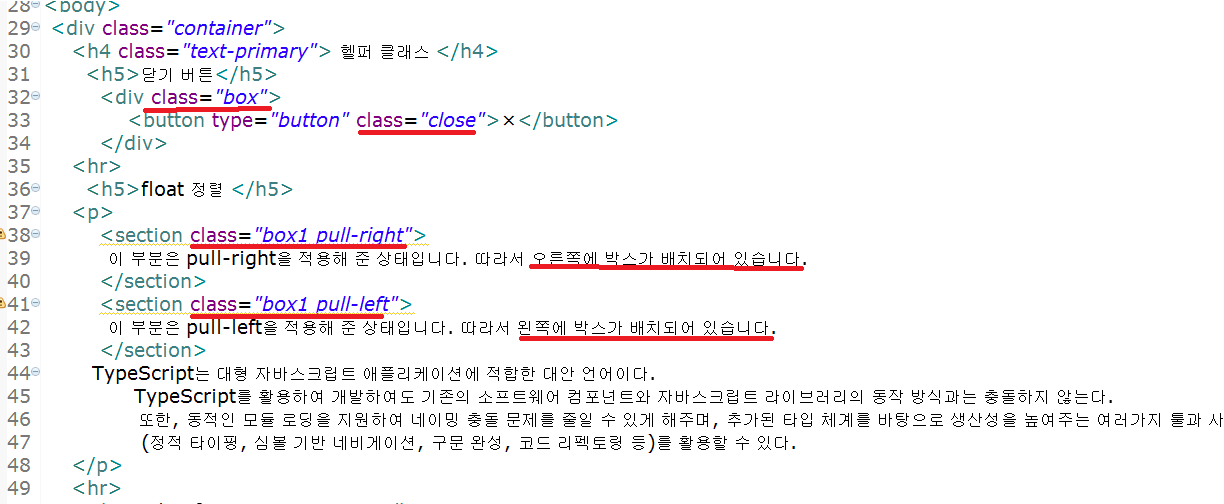 28 <body>
29 <div class="container">
30 <h4 class="text-primary"> 헬퍼 클래스 </h4>
31 <h5>닫기 버튼</h5>
32 <div class="box">
33 <button type="button" class="close">×</button>
34 </div>
35 <hr>
36 <h5>float 정렬 </h5>
37 <p>
38 <section class="box1 pull-right">
39 이 부분은 pull-right을 적용해 준 상태입니다. 따라서 오른쪽에 박스가 배치되어 있습니다.
40 </section>
41 <section class="box1 pull-left">
42 이 부분은 pull-left을 적용해 준 상태입니다. 따라서 왼쪽에 박스가 배치되어 있습니다.
43 </section>
44 TypeScript는 대형 자바스크립트 애플리케이션에 적합한 대안 언어이다.
45 TypeScript를 활용하여 개발하여도 기존의 소프트웨어 컴포넌트와 자바스크립트 라이브러리의 동작 방식과는 충돌하지 않는다.
46 또한, 동적인 모듈 로딩을 지원하여 네이밍 충돌 문제를 줄일 수 있게 해주며, 추가된 타입 체계를 바탕으로 생산성을 높여주는 여러가지 툴과 사
47 (정적 타이핑, 심볼 기반 네비게이션, 구문 완성, 코드 리펙토링 등)를 활용할 수 있다.
48 </p>
49 <hr>